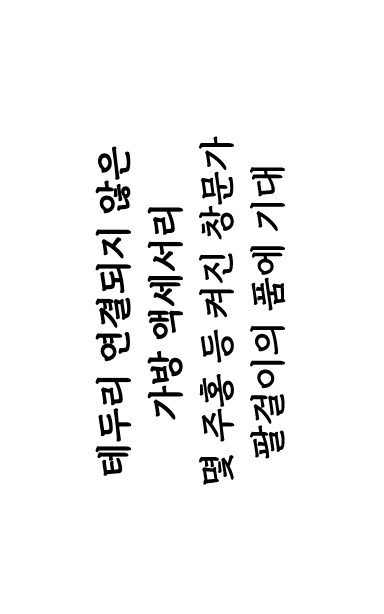 테두리 연결되지 않은
가방 액세서리
몇 주홍 등 켜진 창문가
팔걸이의 품에 기대